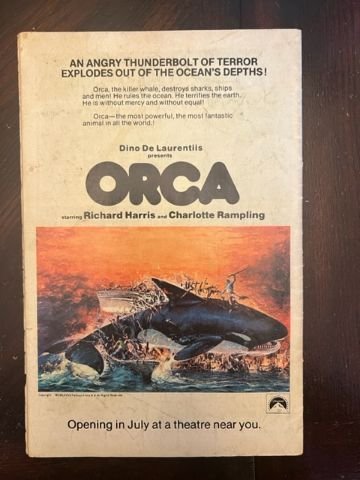 AN ANGRY THUNDERBOLT OF TERROR
EXPLODES OUT OF THE OCEAN'S DEPTHS!
Orca, the killer whale, destroys sharks, ships
and men! He rules the ocean. He terrifies the earth.
He is without mercy and without equal!
Orca—the most powerful, the most fantastic
animal in all the world.!
Dino De Laurentiis
presents
ORCA
starring Richard Harris and Charlotte Rampling
Opening in July at a theatre near you.